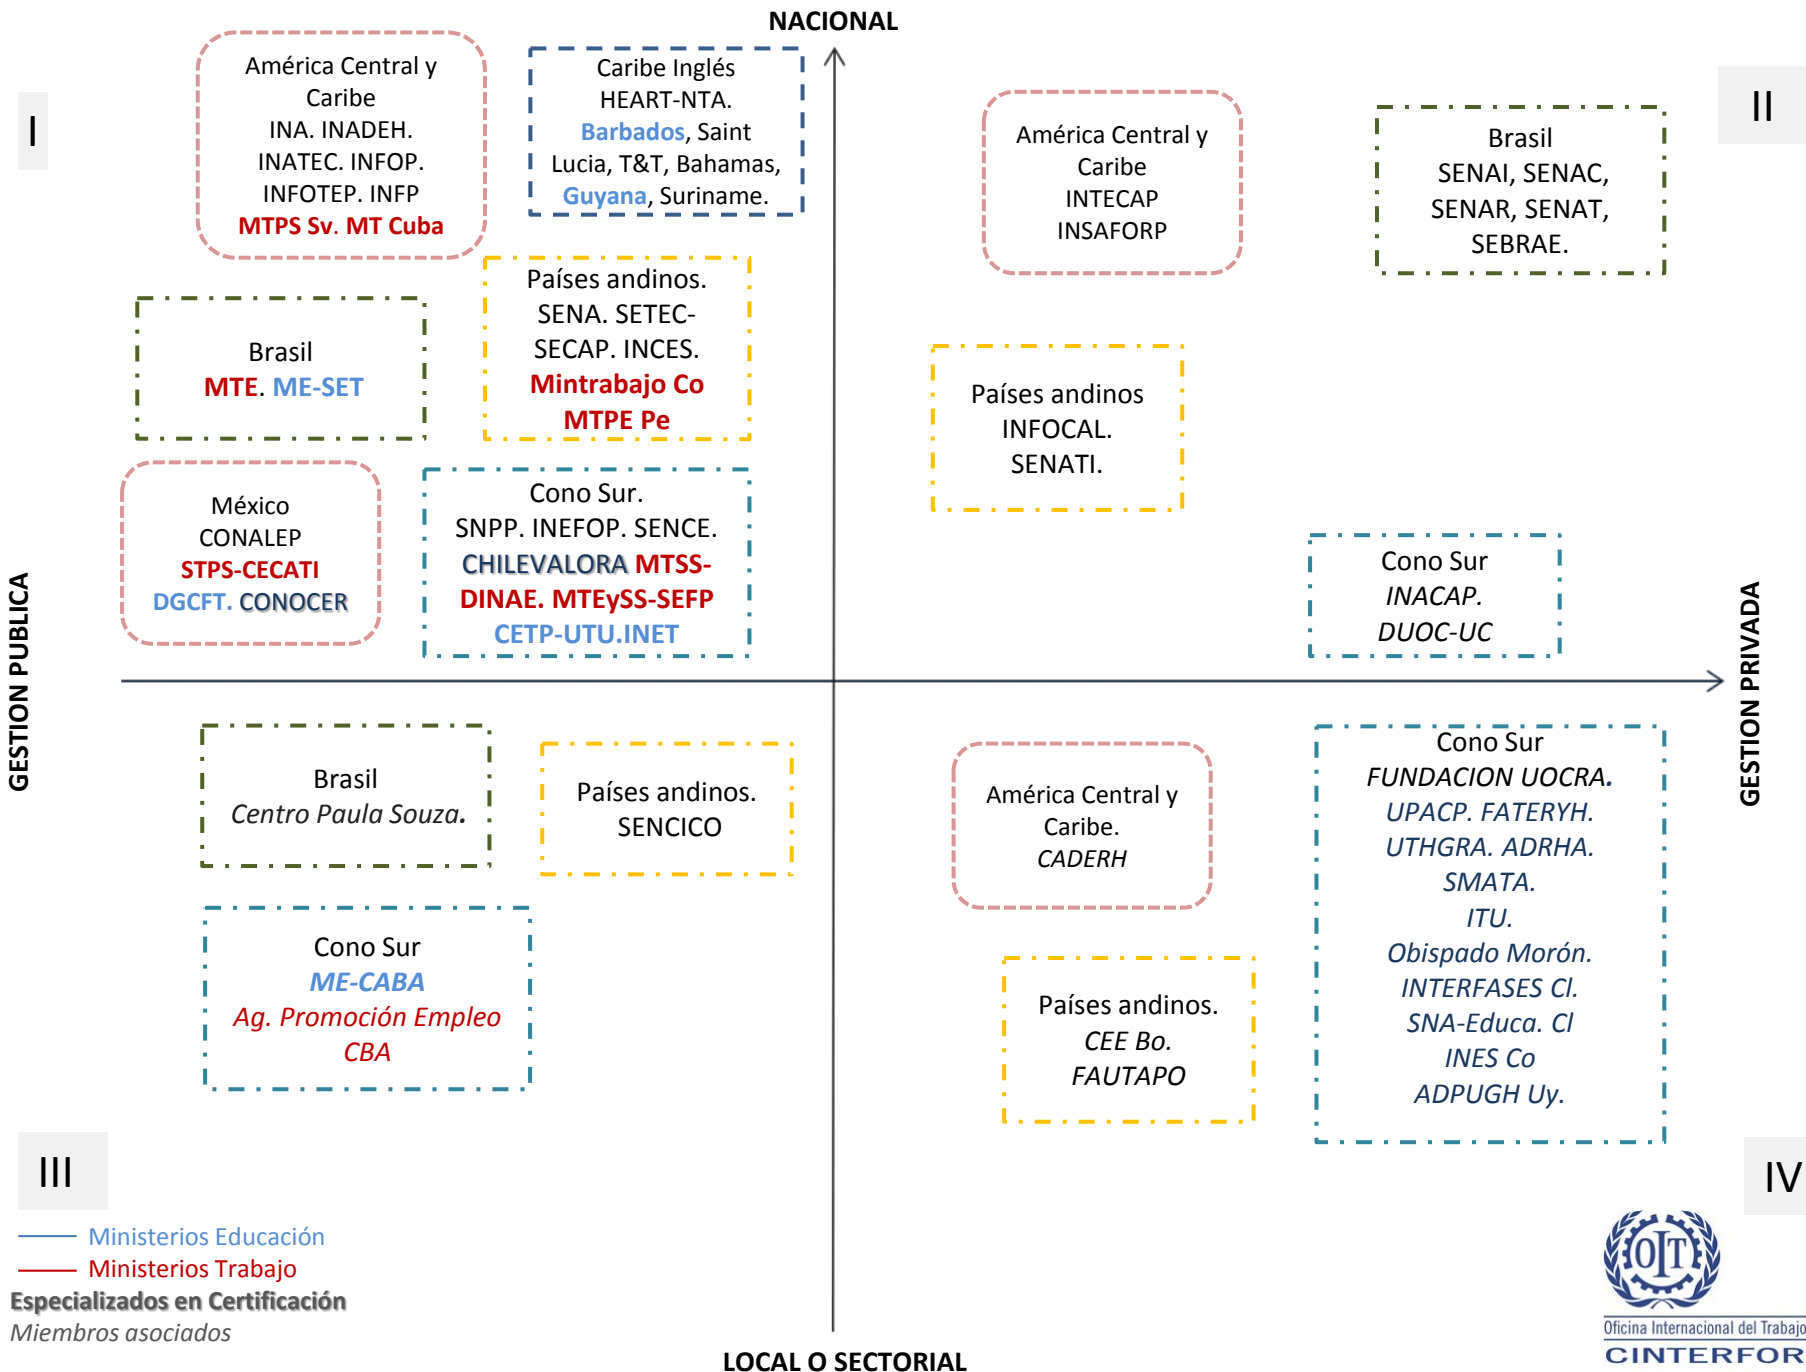 NACIONAL
I
América Central y
Caribe
INA. INADEH.
INATEC. INFOP.
INFOTEP. INFP
MTPS Sv. MT Cuba
Caribe Inglés
HEART-NTA.
Barbados, Saint
Lucia, T&T, Bahamas,
Guyana, Suriname.
América Central y
Caribe
INTECAP
INSAFORP
Brasil
SENAI, SENAC,
SENAR, SENAT,
SEBRAE.
II
Brasil
MTE. ME-SET
Países andinos.
SENA. SETEC-
SECAP. INCES.
Mintrabajo Co
MTPE Pe
Países andinos
INFOCAL.
SENATI.
México
CONALEP
STPS-CECATI
DGCFT. CONOCER
Cono Sur.
SNPP. INEFOP. SENCE.
CHILEVALORA MTSS-
DINAE. MTEySS-SEFP
CETP-UTU.INET
Cono Sur
INACAP.
DUOC-UC
GESTION PUBLICA
GESTION PRIVADA
Brasil
Centro Paula Souza.
Países andinos.
SENCICO
América Central y
Caribe.
CADERH
Cono Sur
FUNDACION UOCRA.
UPACP. FATERYH.
UTHGRA. ADRHA.
SMATA.
ITU.
Obispado Morón.
INTERFASES Cl.
SNA-Educa. Cl
INES Co
ADPUGH Uy.
Cono Sur
ME-CABA
Ag. Promoción Empleo
CBA
Países andinos.
CEE Bo.
FAUTAPO
III
IV
Ministerios Educación
Ministerios Trabajo
Especializados en Certificación
Miembros asociados
LOCAL O SECTORIAL
OIT
Oficina Internacional del Trabajo
CINTERFOR